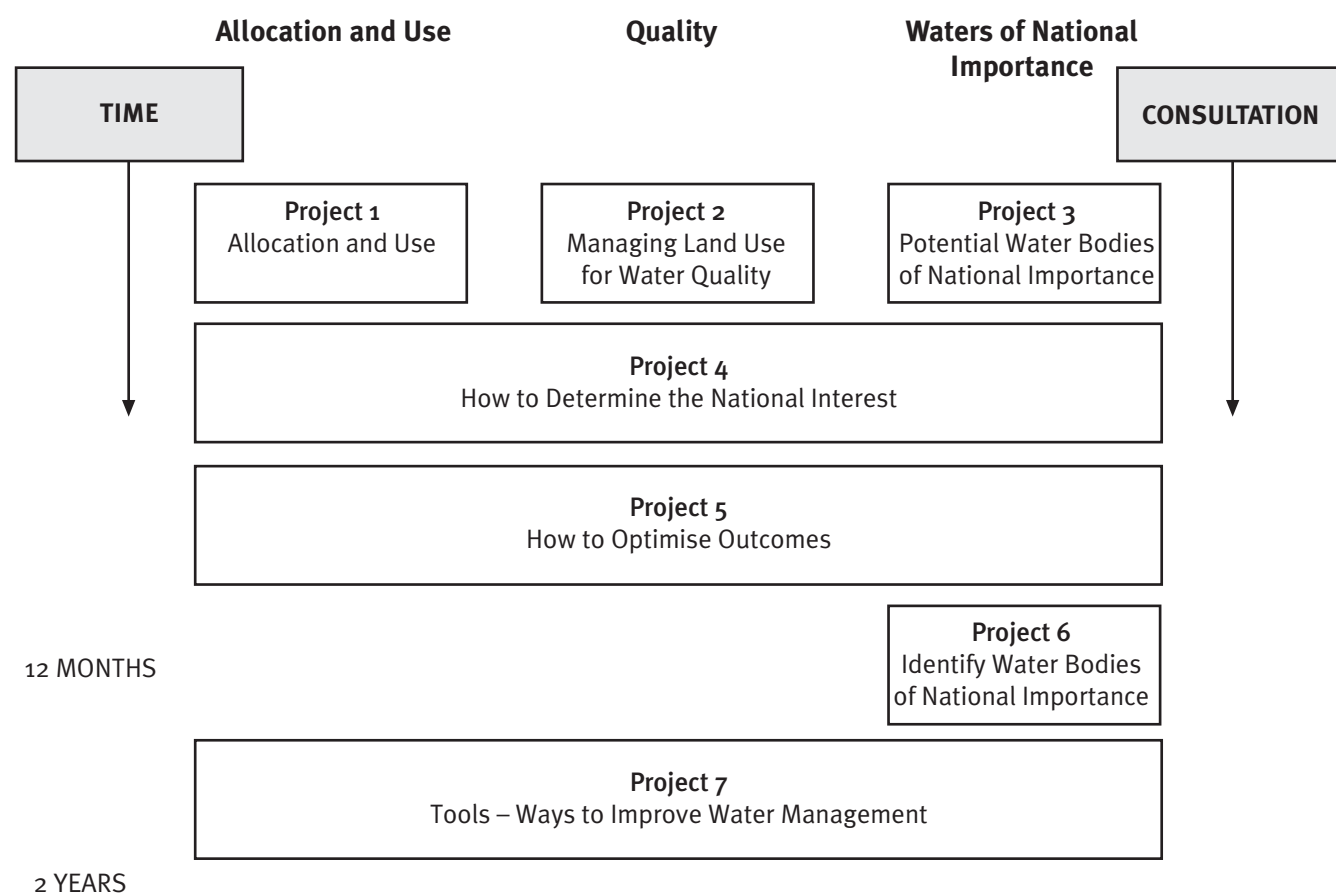 Allocation and Use
Quality
Waters of National
Importance
TIME
CONSULTATION
Project 1
Allocation and Use
Project 2
Managing Land Use
for Water Quality
Project 3
Potential Water Bodies
of National Importance
Project 4
How to Determine the National Interest
Project 5
How to Optimise Outcomes
12 MONTHS
Project 6
Identify Water Bodies
of National Importance
Project 7
Tools – Ways to Improve Water Management
2 YEARS